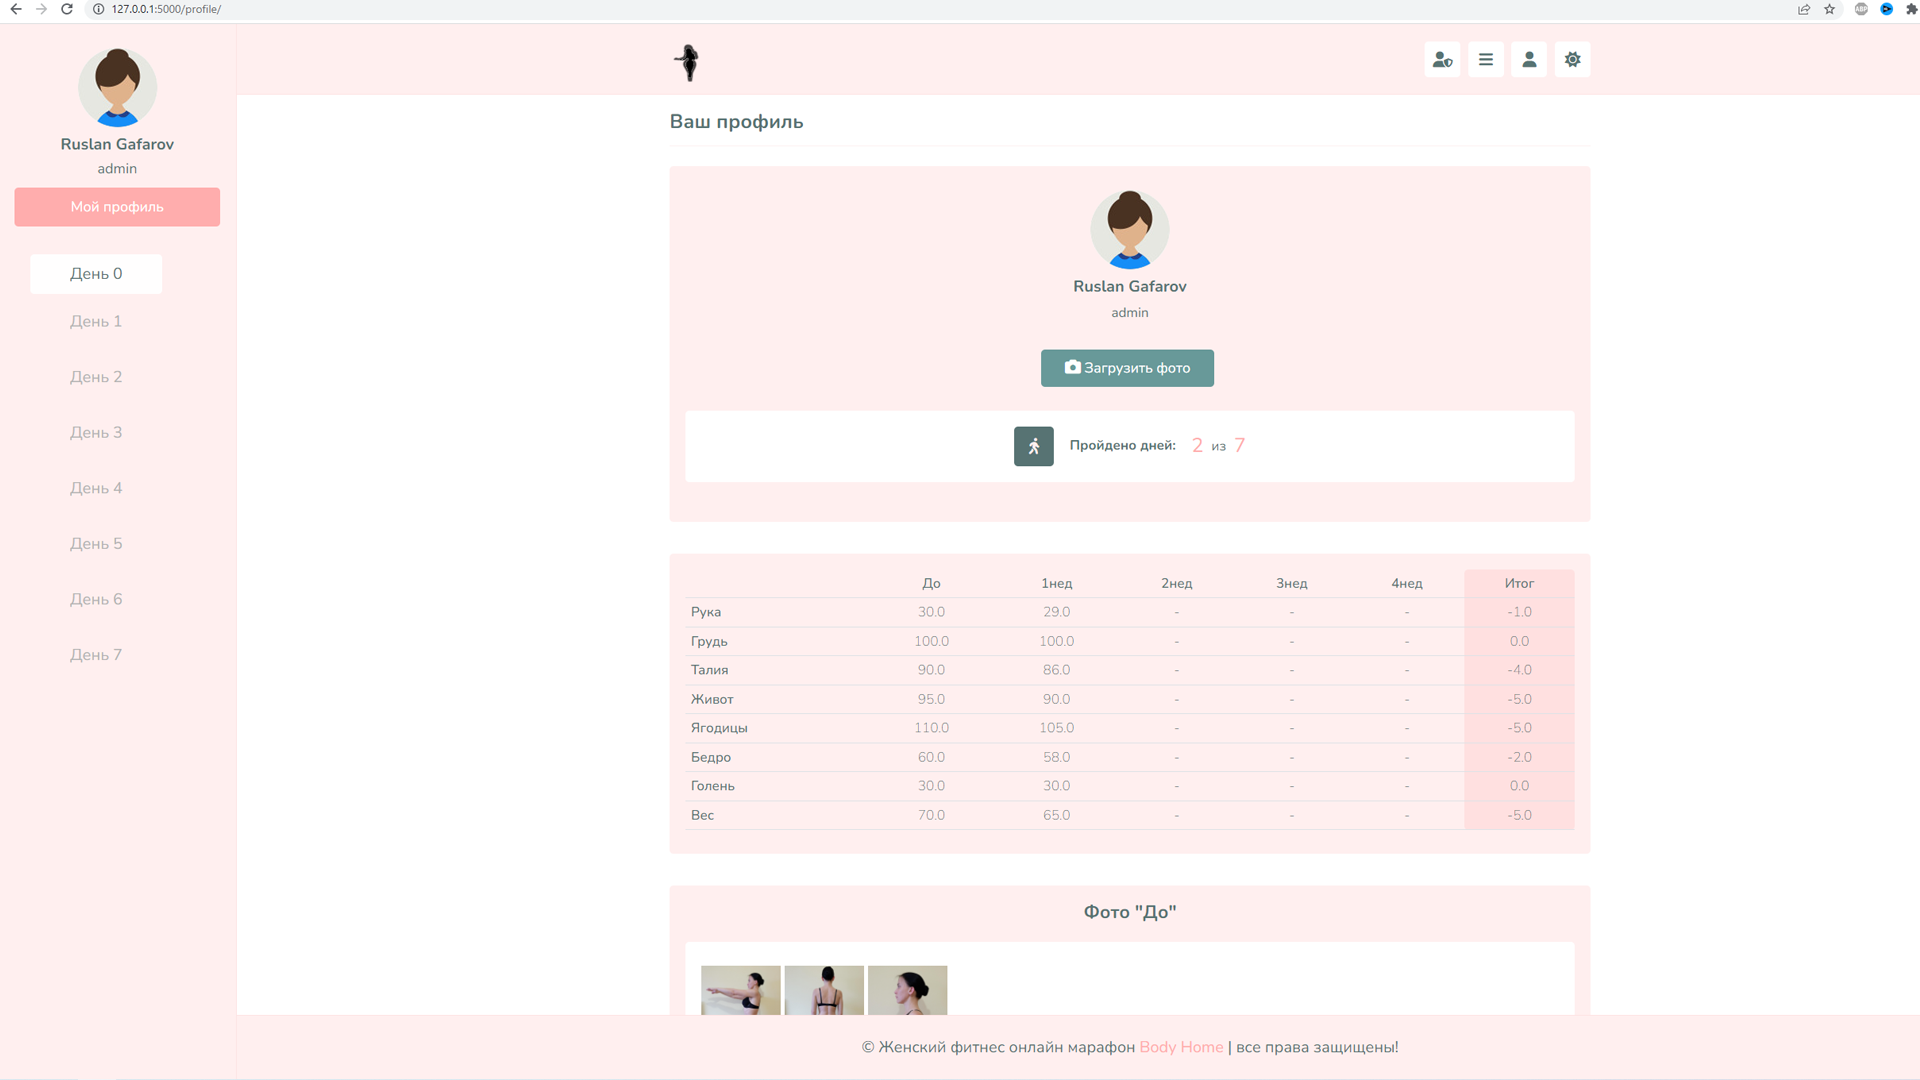 127.0.0.1:5000/profile/
ABP
Ruslan Gafarov
admin
Мой профиль
День 0
День 1
День 2
День 3
День 4
День 5
День 6
День 7
Ваш профиль
Ruslan Gafarov
admin
Загрузить фото
Пройдено дней: 2 из 7
До 1нед 2нед 3нед 4нед Итог
Рука 30.0 29.0 - - - -1.0
Грудь 100.0 100.0 - - - 0.0
Талия 90.0 86.0 - - - -4.0
Живот 95.0 90.0 - - - -5.0
Ягодицы 110.0 105.0 - - - -5.0
Бедро 60.0 58.0 - - - -2.0
Голень 30.0 30.0 - - - 0.0
Вес 70.0 65.0 - - - -5.0
Фото "До"
© Женский фитнес онлайн марафон Body Home | все права защищены!